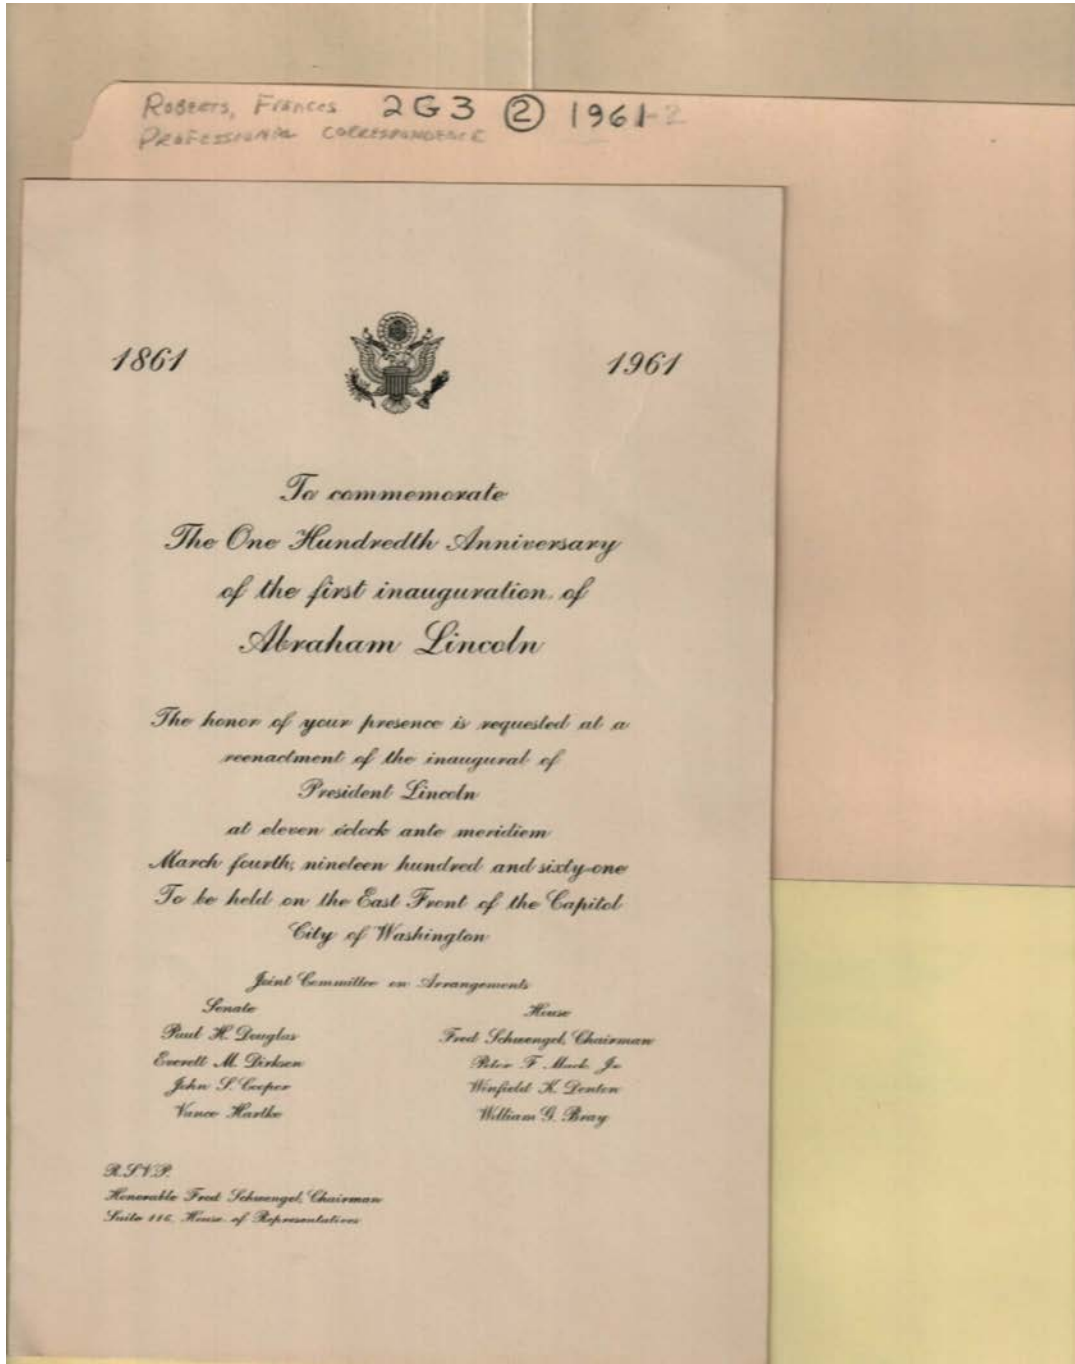 Roberts, Frances 2G3 ② 1961-2
PROFESSIONAL CORRESPONDENCE
1861 1961
To commemorate
The One Hundredth Anniversary
of the first inauguration of
Abraham Lincoln
The honor of your presence is requested at a
reenactment of the inaugural of
President Lincoln
at eleven o'clock ante meridiem
March fourth, nineteen hundred and sixty-one
To be held on the East Front of the Capitol
City of Washington
Joint Committee on Arrangements
Senate House
Paul H. Douglas Fred Schwengel, Chairman
Everett M. Dirksen Peter F. Mack, Jr.
John S. Cooper Winfield K. Denton
Vance Hartke William G. Bray
R.S.V.P.
Honorable Fred Schwengel, Chairman
Suite 116, House of Representatives